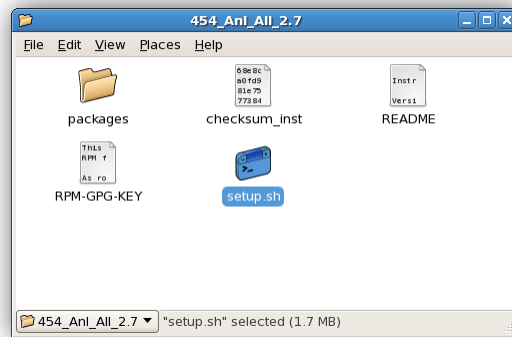 454_Anl_All_2.7
File Edit View Places Help
68e8c
a0fd9
81e75
77384
Instr
Versi
packages checksum_inst README
This
RPM f
As ro
>_
RPM-GPG-KEY setup.sh
454_Anl_All_2.7 "setup.sh" selected (1.7 MB)